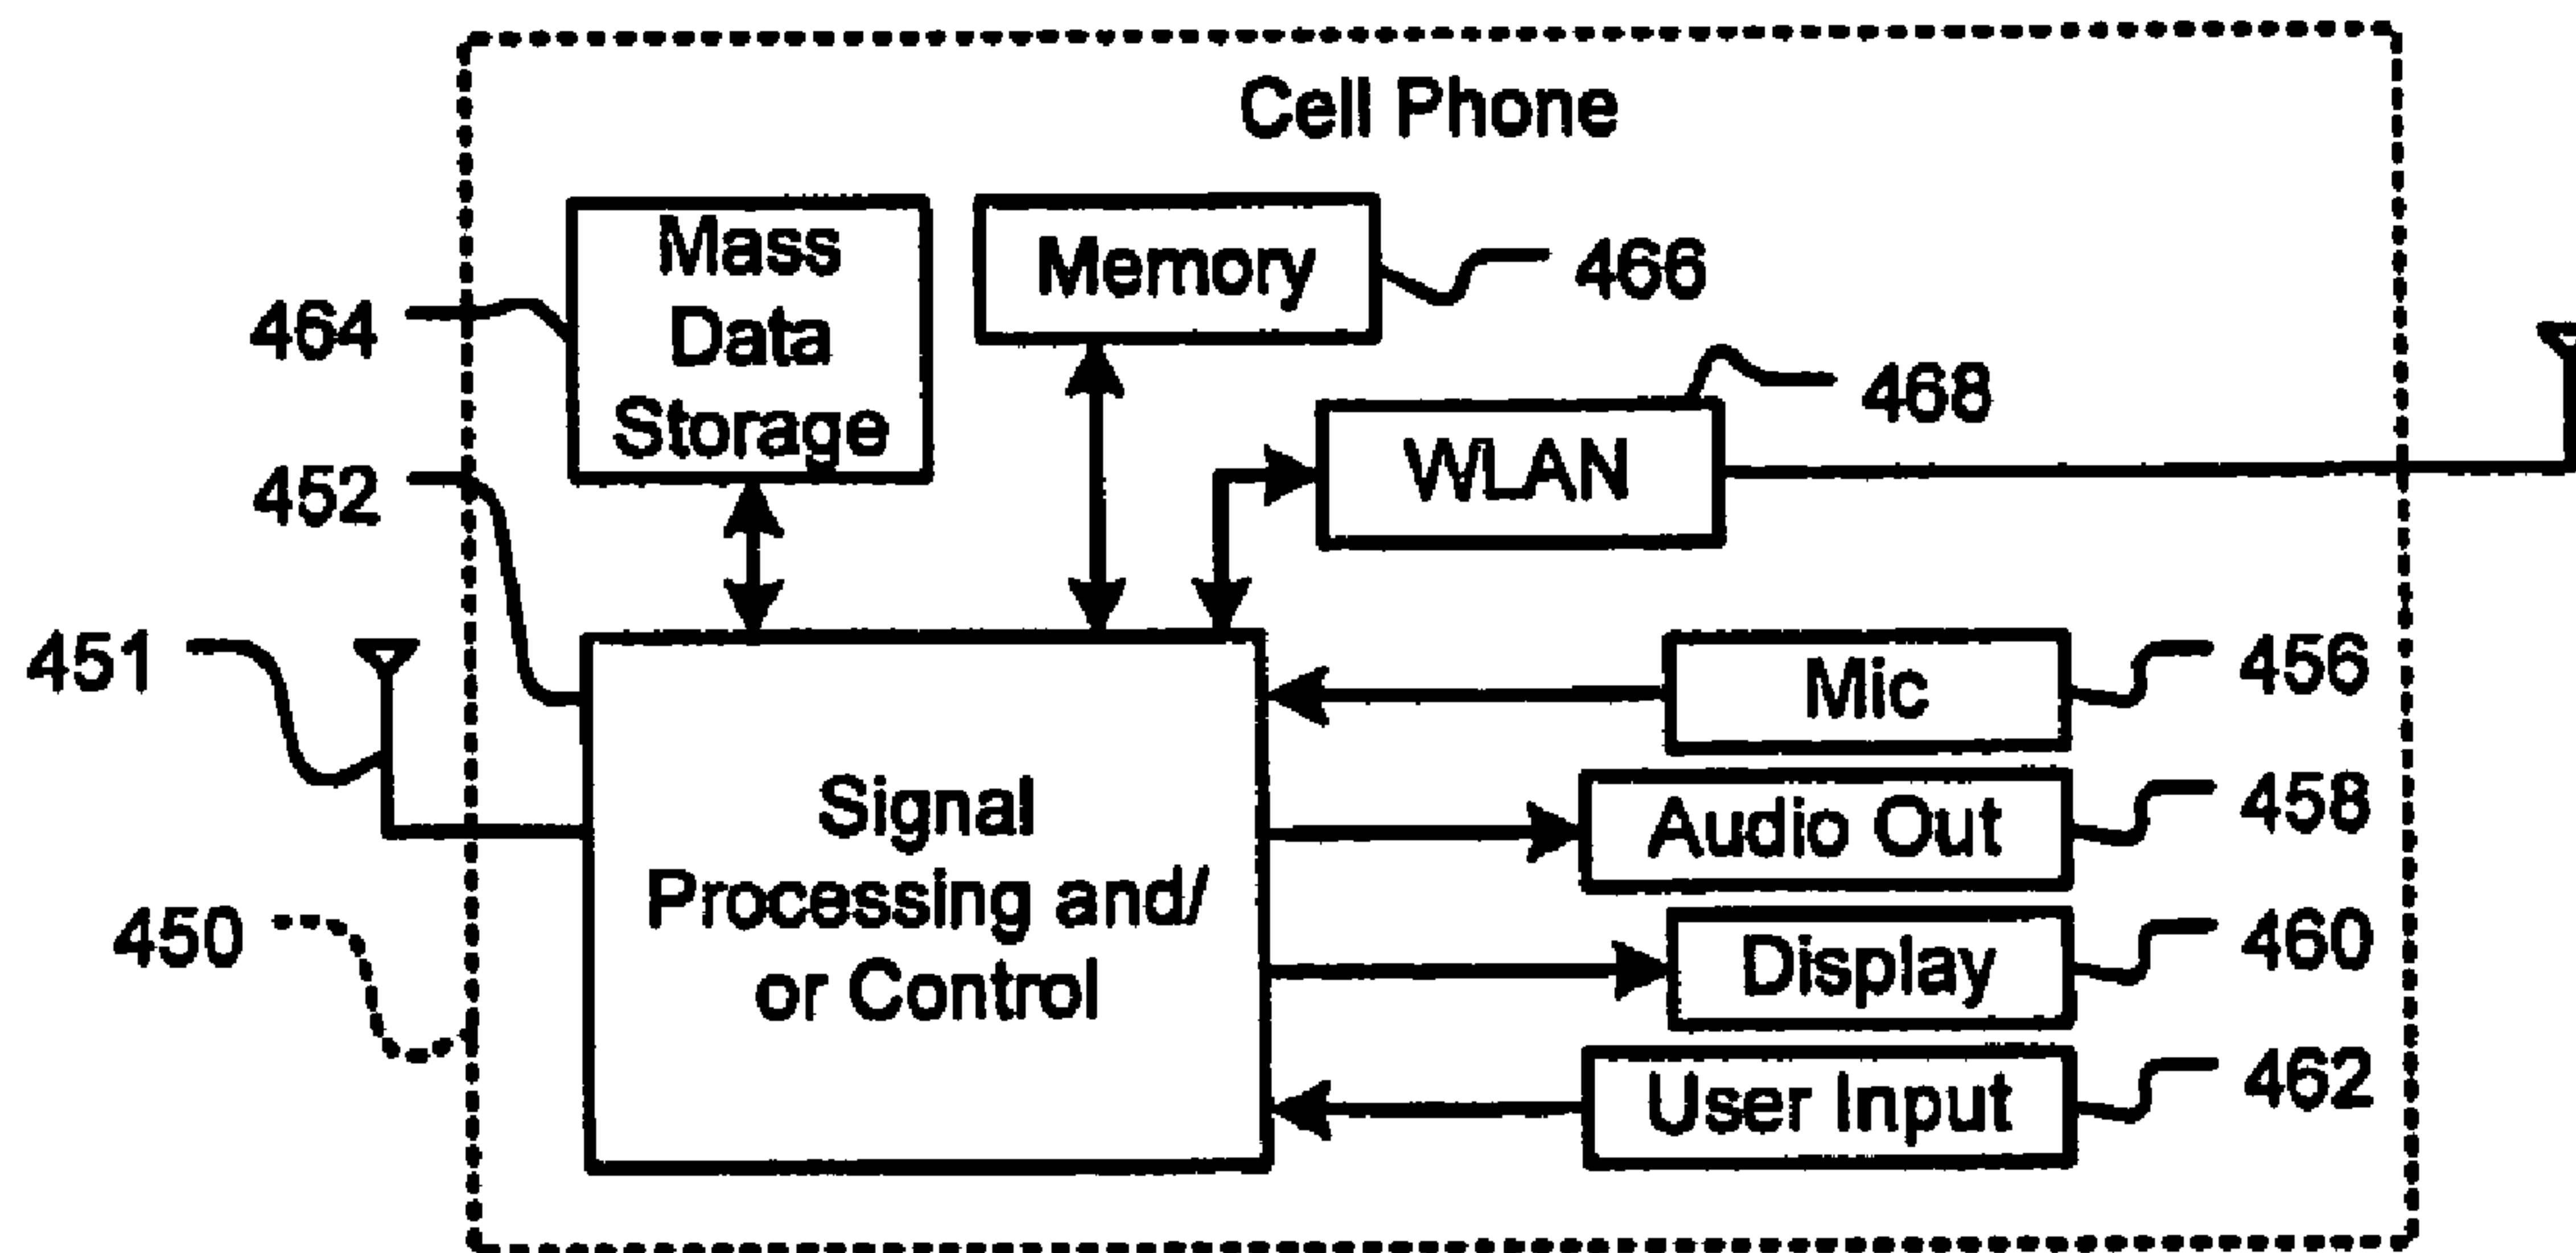 Cell Phone
Mass
Data
Storage
Memory
466
464
WLAN
468
452
451
Mic
456
Signal
Processing and/
or Control
Audio Out
458
450
Display
460
User Input
462